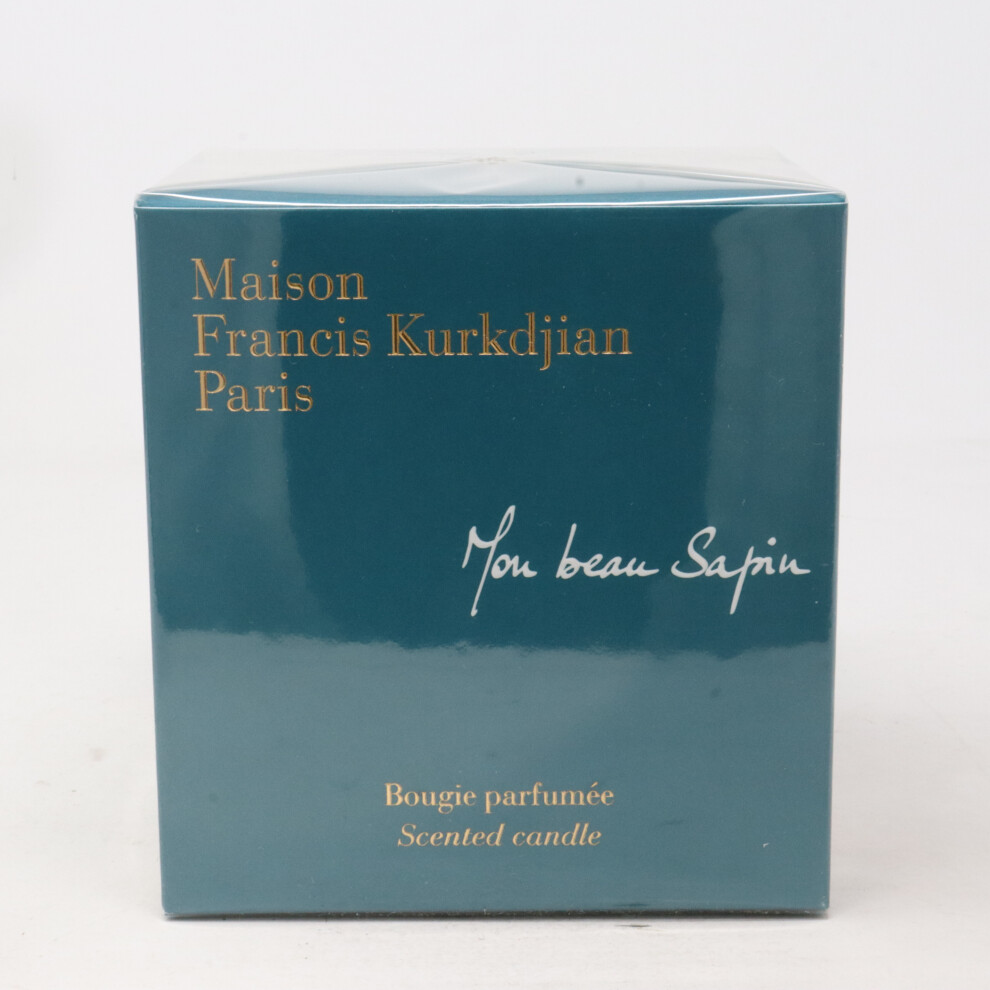 Maison
Francis Kurkdjian
Paris
Mon beau Sapin
Bougie parfumée
Scented candle